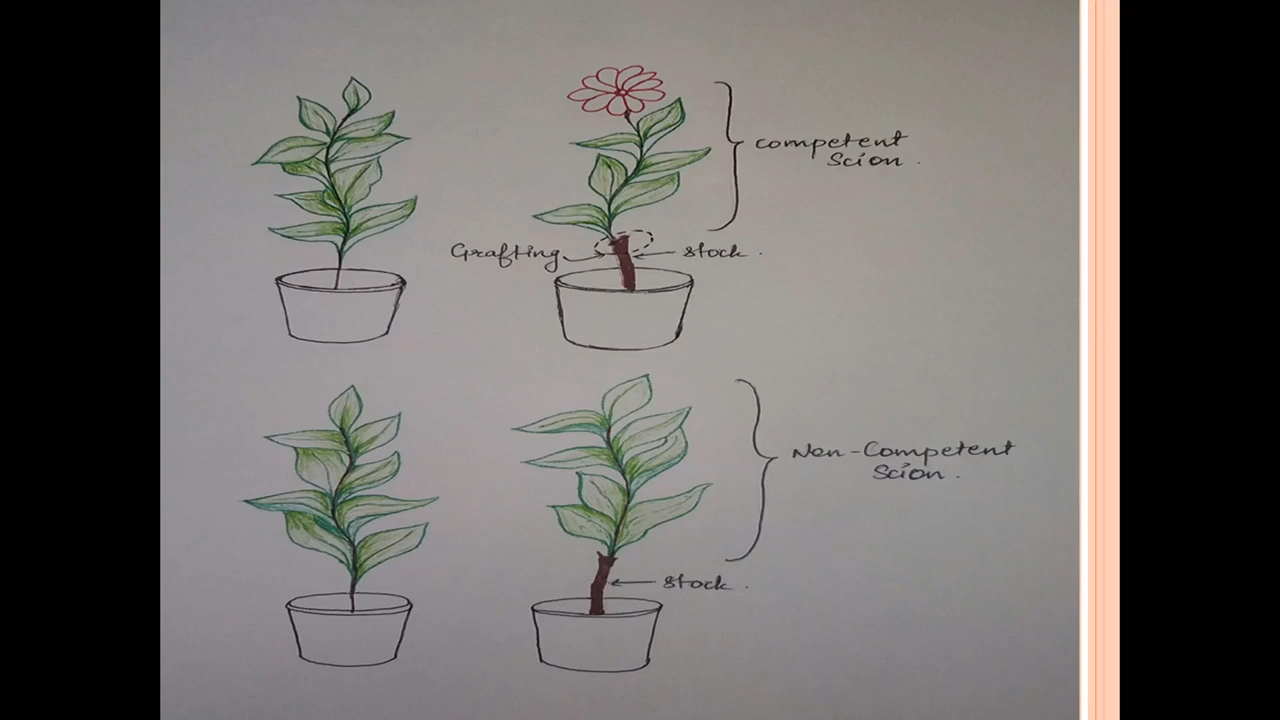 Competent
Scion.
Grafting
stock.
Non-Competent
Scion.
stock.